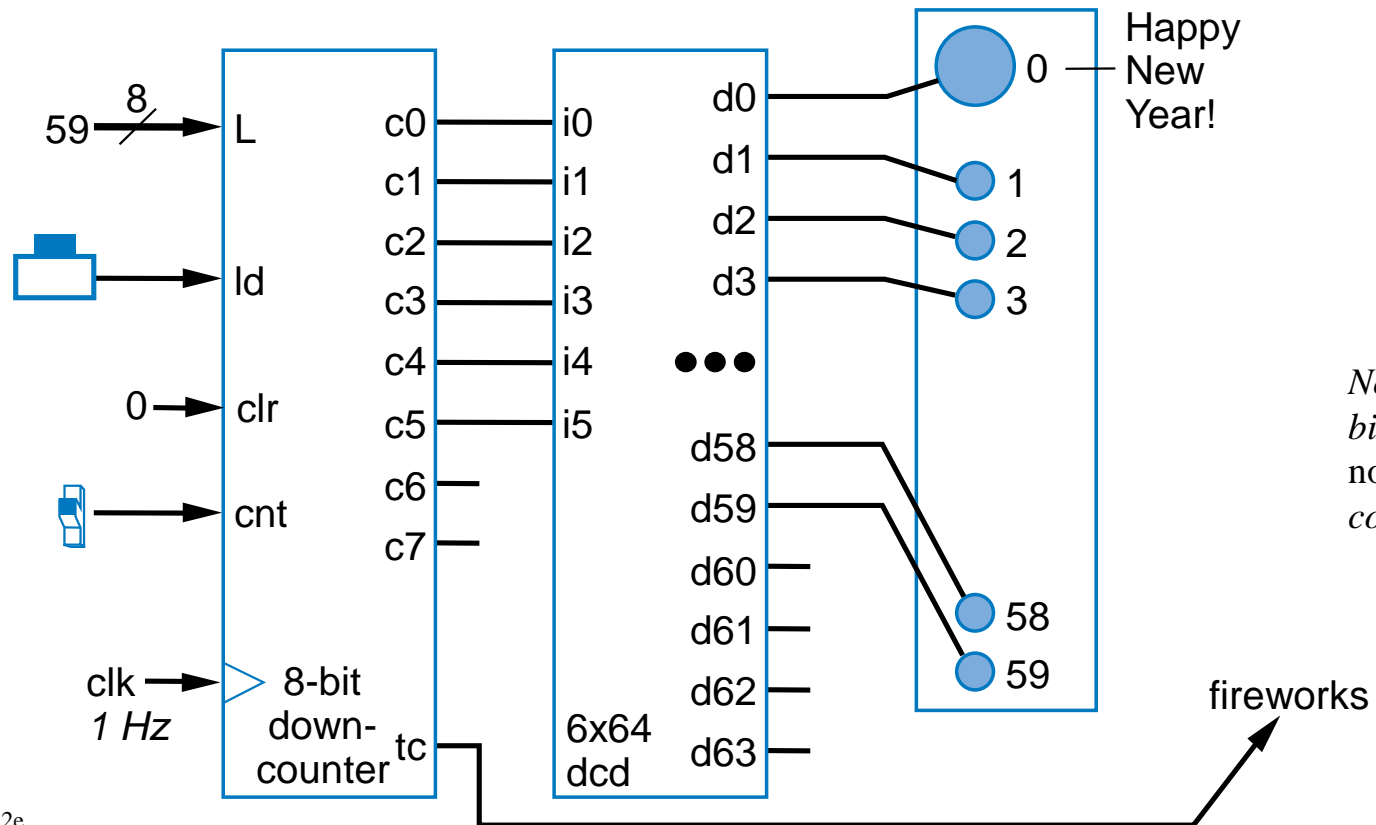 59
8
L
ld
0
clr
cnt
clk
1 Hz
8-bit
down-
counter
c0
c1
c2
c3
c4
c5
c6
c7
tc
i0
i1
i2
i3
i4
i5
6x64
dcd
d0
d1
d2
d3
d58
d59
d60
d61
d62
d63
0
1
2
3
58
59
Happy
New
Year!
fireworks
no
2e